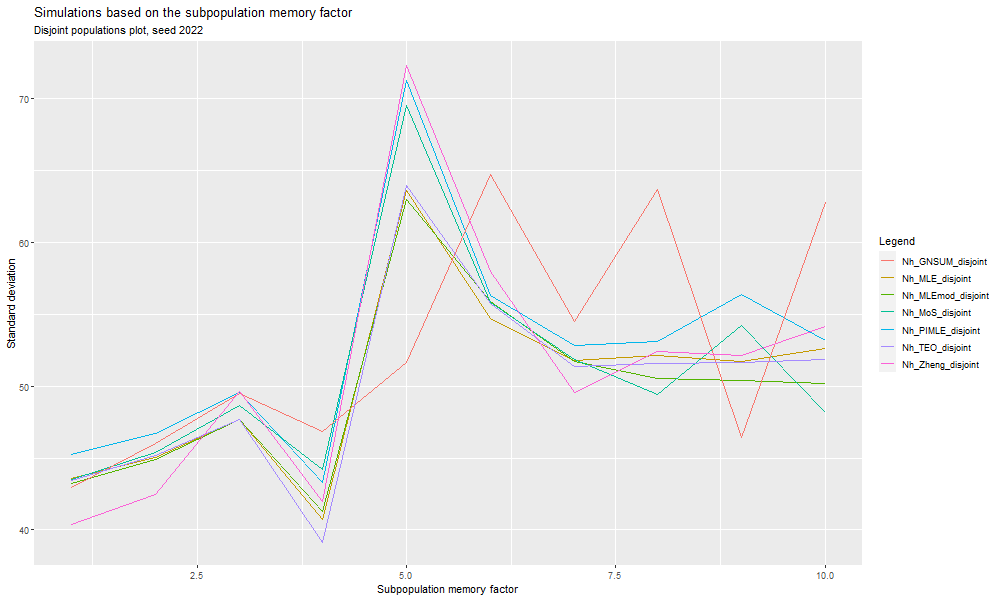 Simulations based on the subpopulation memory factor
Disjoint populations plot, seed 2022
Standard deviation
70
60
50
40
2.5
5.0
7.5
10.0
Subpopulation memory factor
Legend
Nh_GNSUM_disjoint
Nh_MLE_disjoint
Nh_MLEmod_disjoint
Nh_MoS_disjoint
Nh_PIMLE_disjoint
Nh_TEO_disjoint
Nh_Zheng_disjoint